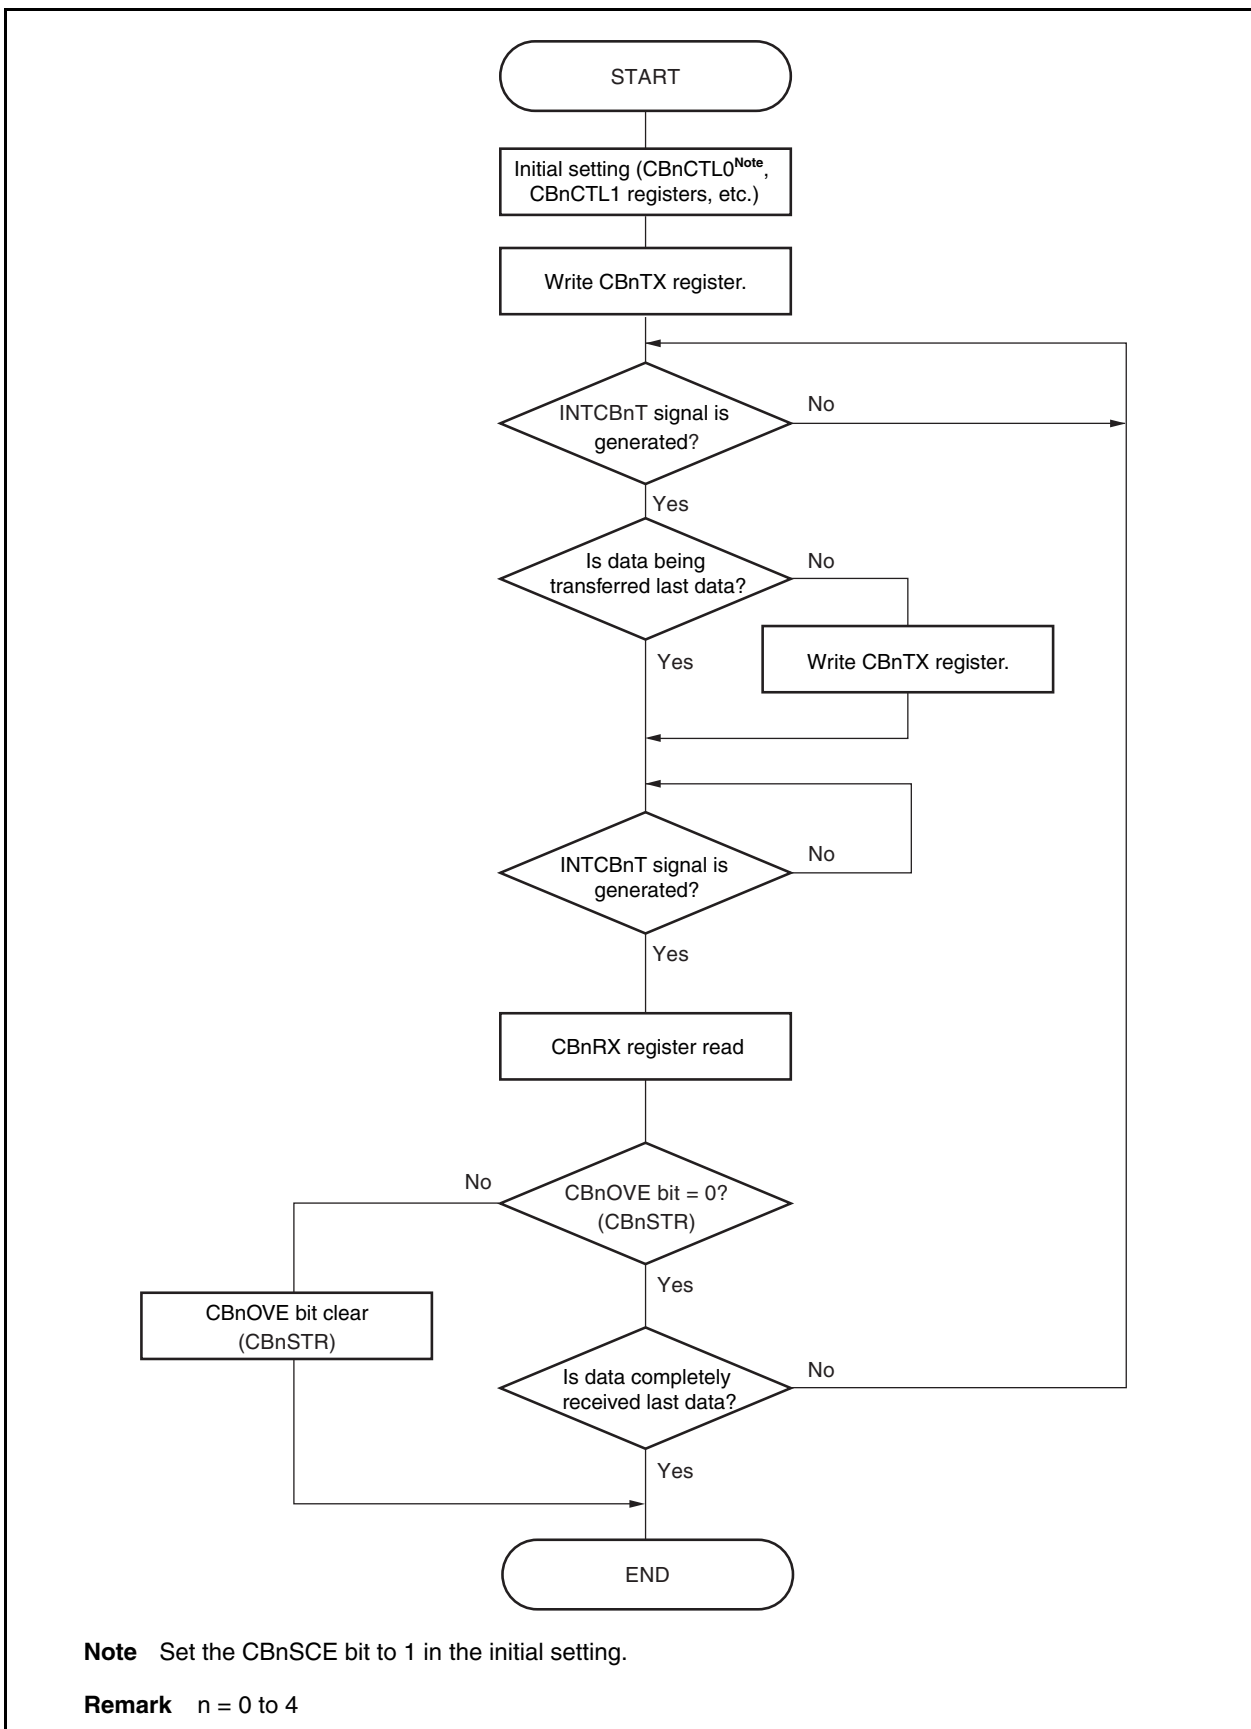 START
Initial setting (CBnCTL0Note,
CBnCTL1 registers, etc.)
Write CBnTX register.
INTCBnT signal is
generated?
No
Yes
Is data being
transferred last data?
No
Write CBnTX register.
Yes
INTCBnT signal is
generated?
No
Yes
CBnRX register read
CBnOVE bit = 0?
(CBnSTR)
No
Yes
CBnOVE bit clear
(CBnSTR)
Is data completely
received last data?
No
Yes
END
Note Set the CBnSCE bit to 1 in the initial setting.
Remark n = 0 to 4